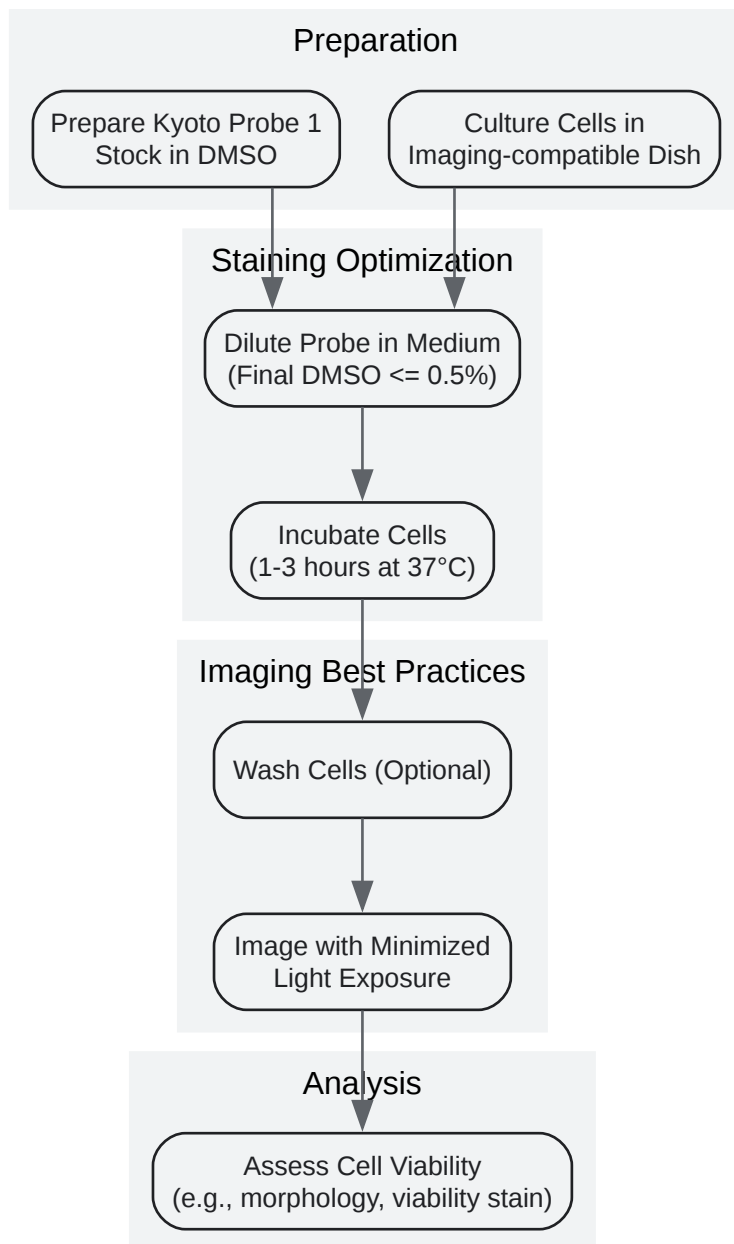 Preparation
Prepare Kyoto Probe 1
Stock in DMSO
Culture Cells in
Imaging-compatible Dish
Staining Optimization
Dilute Probe in Medium
(Final DMSO <= 0.5%)
Incubate Cells
(1-3 hours at 37°C)
Imaging Best Practices
Wash Cells (Optional)
Image with Minimized
Light Exposure
Analysis
Assess Cell Viability
(e.g., morphology, viability stain)